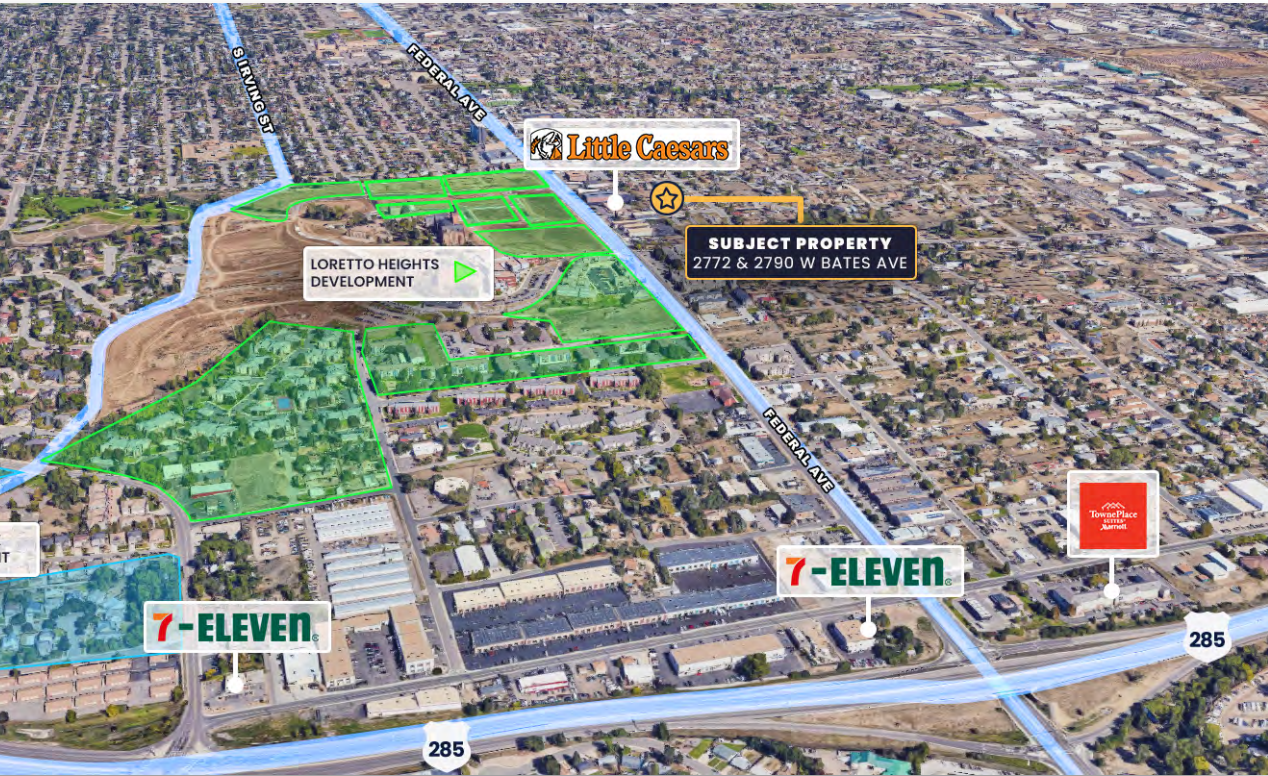 S IRVING ST
FEDERAL AVE
Little Caesars
SUBJECT PROPERTY
2772 & 2790 W BATES AVE
LORETTO HEIGHTS
DEVELOPMENT
FEDERAL AVE
TownePlace
SUITES®
Marriott
7-ELEVEN®
7-ELEVEN®
285
285